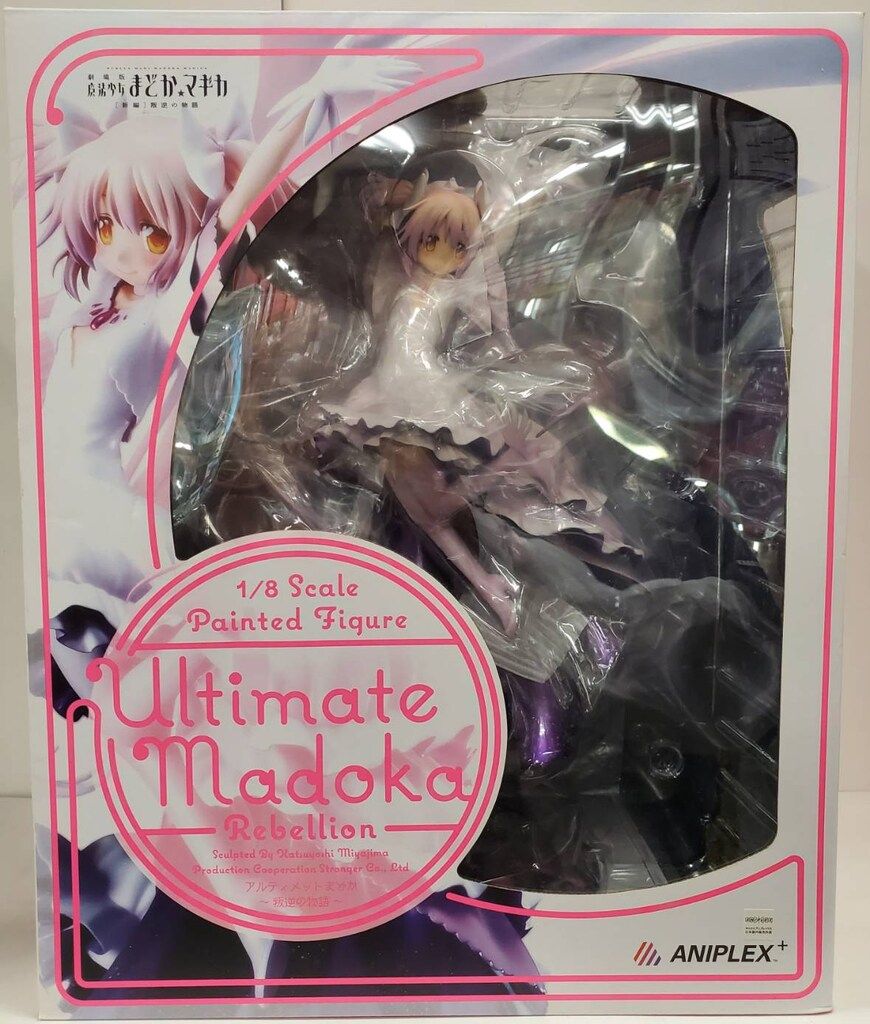 劇場版
魔法少女まどか☆マギカ
[新編]叛逆の物語
1/8 Scale
Painted Figure
Ultimate
Madoka
Rebellion
Sculpted By Katsuyoshi Miyajima
Production Cooperation Stronger Co., Ltd
アルティメットまどか
～叛逆の物語～
ANIPLEX+